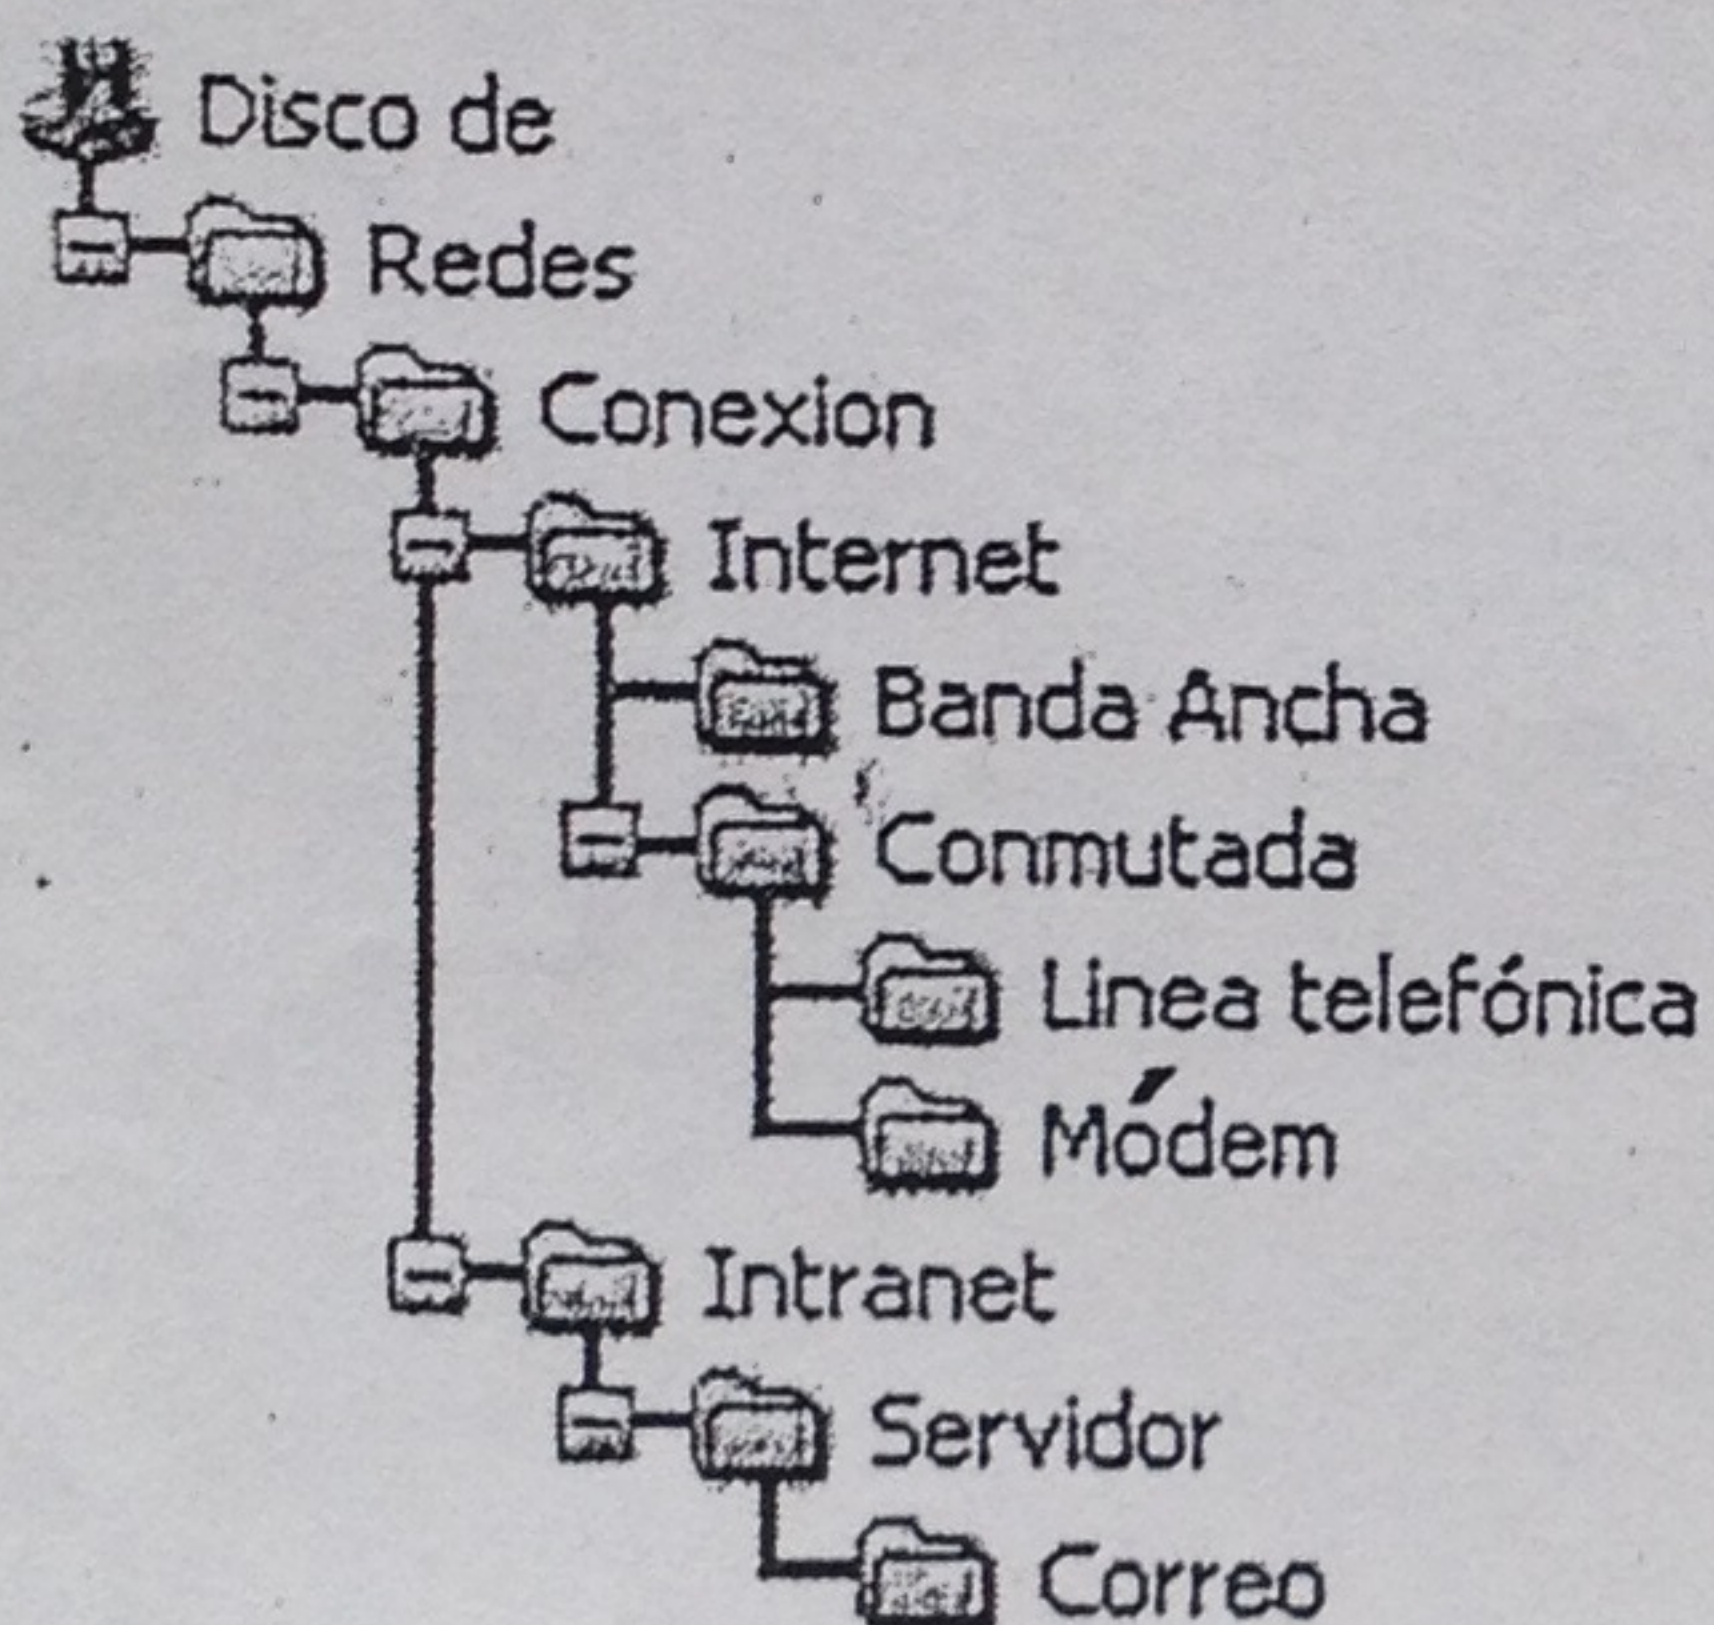 Disco de
Redes
Conexion
Internet
Banda Ancha
Conmutada
Linea telefónica
Módem
Intranet
Servidor
Correo